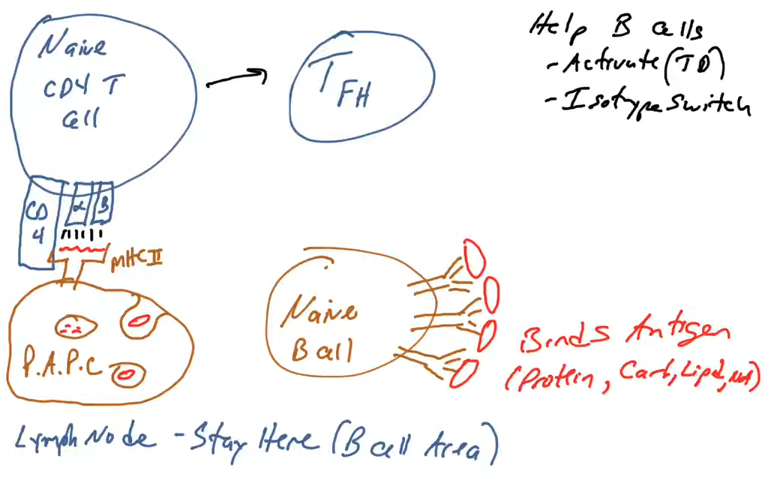 Naive
CD4 T
Cell
T FH
Help B Cells
- Activate (TD)
- Isotype Switch
CD
4
α β
MHC II
P.A.P.C
Naive
B Cell
Binds Antigen
(Protein, Carb, Lipid,
Lymph Node - Stay Here (B Cell Area)